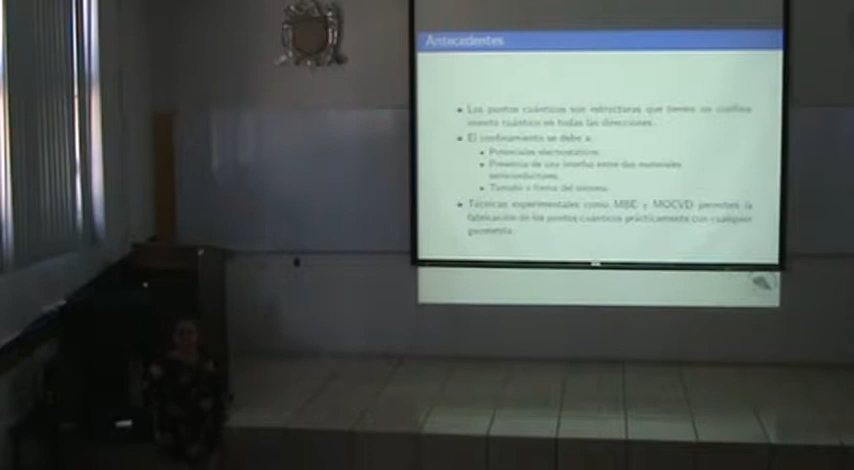 Antecedentes
Los puntos cuánticos son estructuras que tienen un confina
miento cuántico en todas las direcciones.
El confinamiento se debe a:
Potenciales electrostáticos.
Presencia de una interfaz entre dos materiales
semiconductores.
Tamaño o forma del sistema.
Técnicas experimentales como MBE y MOCVD permiten la
fabricación de los puntos cuánticos prácticamente con cualquier
geometría.